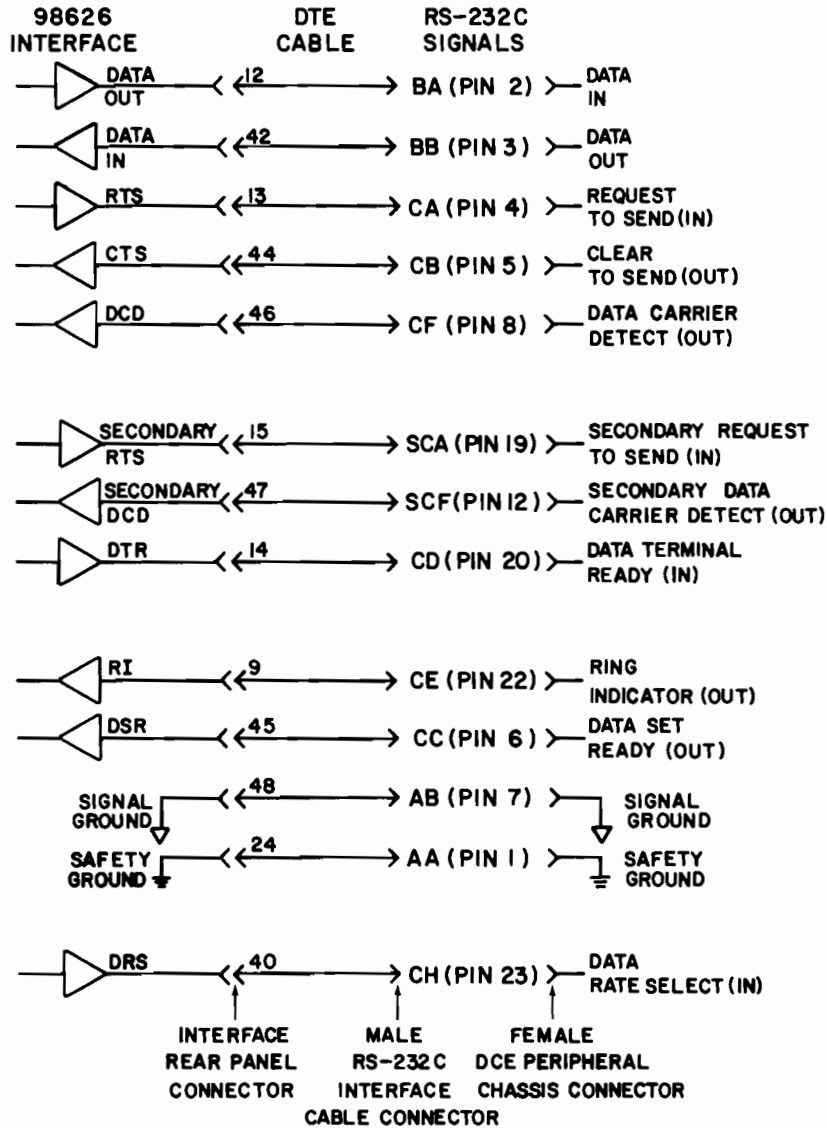 98626 INTERFACE DTE CABLE RS-232C SIGNALS
DATA OUT 12 BA (PIN 2) DATA IN
DATA IN 42 BB (PIN 3) DATA OUT
RTS 13 CA (PIN 4) REQUEST TO SEND (IN)
CTS 44 CB (PIN 5) CLEAR TO SEND (OUT)
DCD 46 CF (PIN 8) DATA CARRIER DETECT (OUT)
SECONDARY RTS 15 SCA (PIN 19) SECONDARY REQUEST TO SEND (IN)
SECONDARY DCD 47 SCF (PIN 12) SECONDARY DATA CARRIER DETECT (OUT)
DTR 14 CD (PIN 20) DATA TERMINAL READY (IN)
RI 9 CE (PIN 22) RING INDICATOR (OUT)
DSR 45 CC (PIN 6) DATA SET READY (OUT)
SIGNAL GROUND 48 AB (PIN 7) SIGNAL GROUND
SAFETY GROUND 24 AA (PIN 1) SAFETY GROUND
DRS 40 CH (PIN 23) DATA RATE SELECT (IN)
INTERFACE REAR PANEL CONNECTOR
MALE RS-232C INTERFACE CABLE CONNECTOR
FEMALE DCE PERIPHERAL CHASSIS CONNECTOR